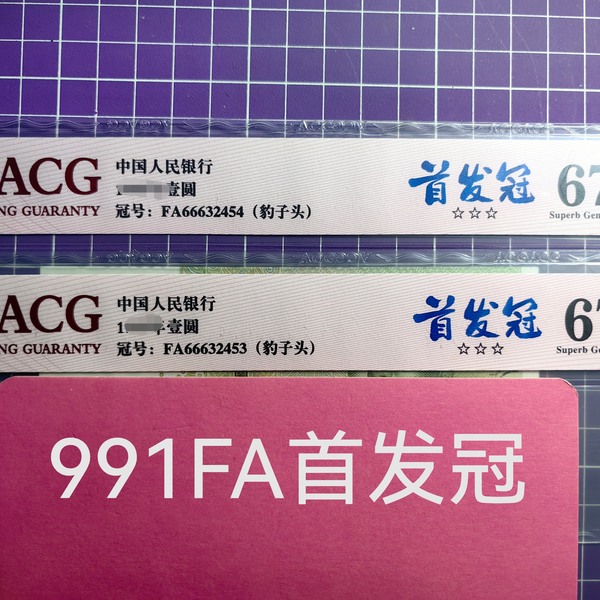 ACG
NG GUARANTY
中国人民银行
壹圆
冠号：FA66632454（豹子头）
首发冠
☆☆☆
67
Superb Gem
ACG
NG GUARANTY
中国人民银行
壹圆
冠号：FA66632453（豹子头）
首发冠
☆☆☆
67
Superb Ge
991FA首发冠